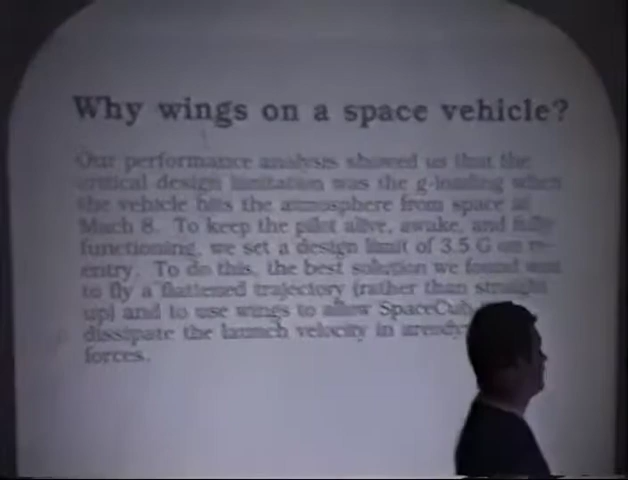 Why wings on a space vehicle?
Our performance analysis showed us that the
critical design limitation was the g-loading when
the vehicle hits the atmosphere from space at
Mach 8. To keep the pilot alive, awake, and fully
functioning, we set a design limit of 3.5 G on re-
entry. To do this, the best solution we found was
to fly a flattened trajectory (rather than straight
up) and to use wings to allow
dissipate the launch velocity in
forces.